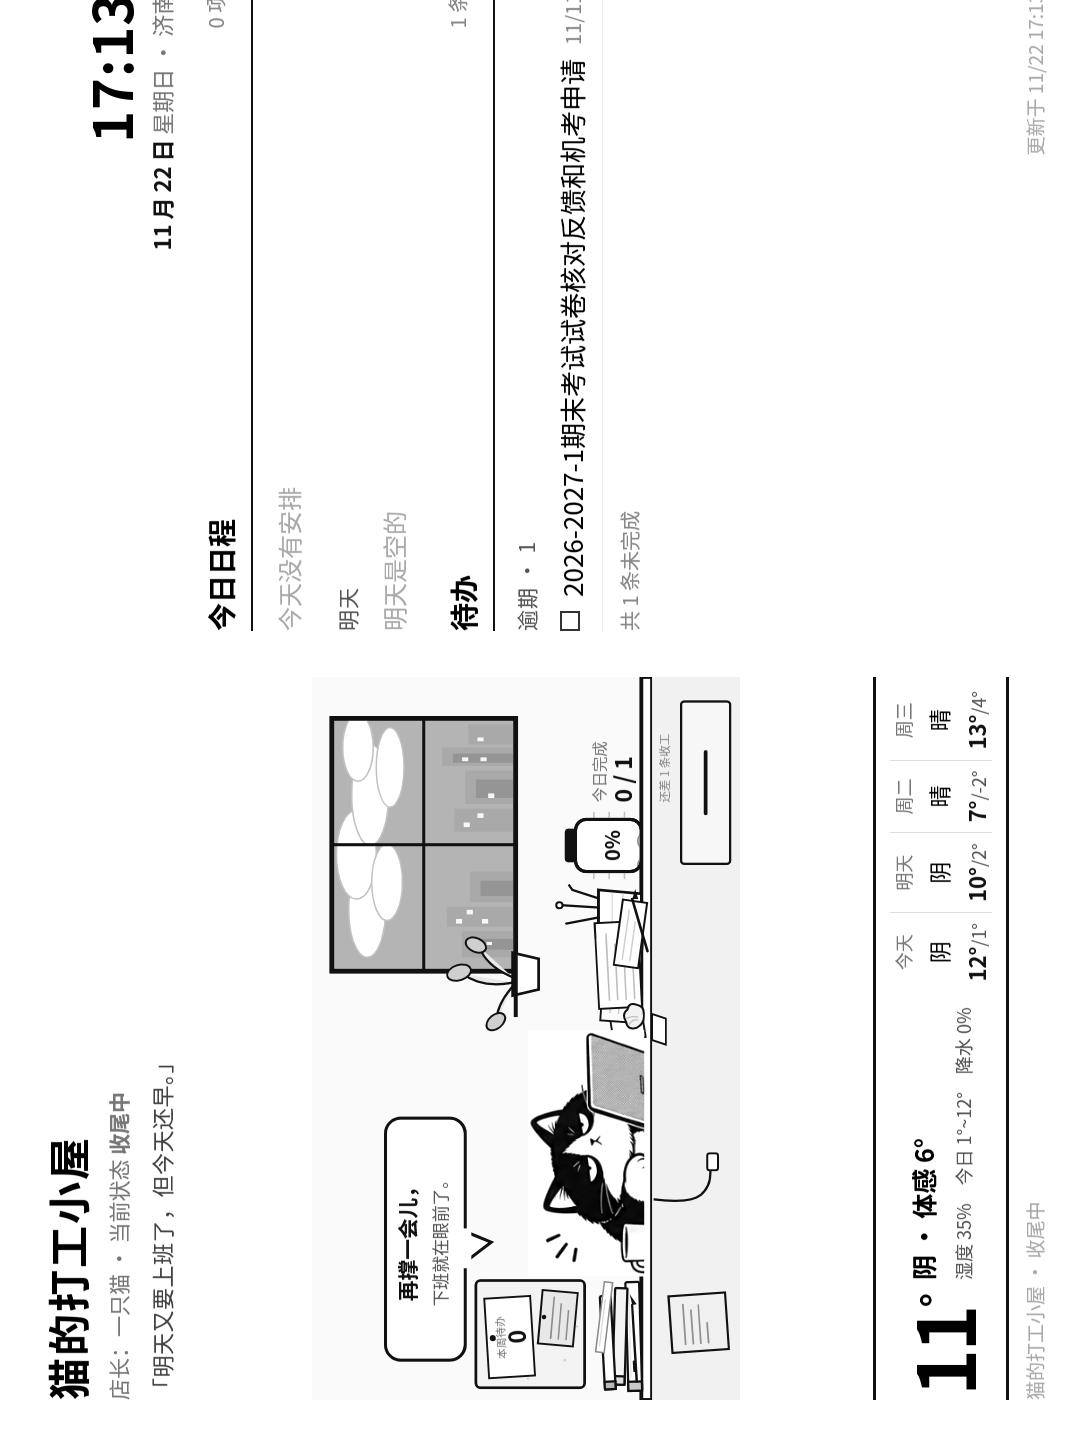 猫的打工小屋
店长：一只猫 · 当前状态 收尾中
「明天又要上班了，但今天还早。」
再撑一会儿，
下班就在眼前了。
本周待办
0
0%
今日完成
0 / 1
还差 1 条收工
11° 阴 · 体感 6°
湿度 35% 今日 1°~12° 降水 0%
今天 明天 周二 周三
阴 阴 晴 晴
12°/1° 10°/2° 7°/-2° 13°/4°
猫的打工小屋 · 收尾中
17:13
11 月 22 日 星期日 · 济南
今日日程 0 项
今天没有安排
明天
明天是空的
待办 1 条
逾期 · 1
2026-2027-1期末考试试卷核对反馈和机考申请
共 1 条未完成
更新于 11/22 17:13